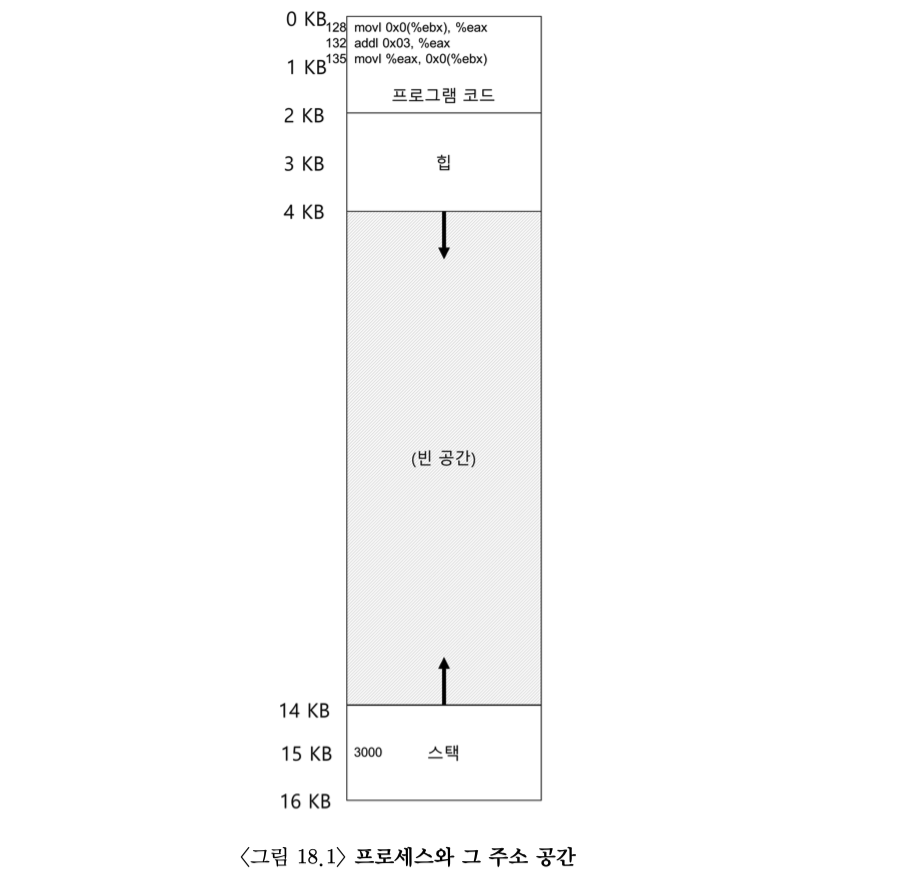 0 KB
128 movl 0x0(%ebx), %eax
132 addl 0x03, %eax
135 movl %eax, 0x0(%ebx)
1 KB
프로그램 코드
2 KB
3 KB 힙
4 KB
(빈 공간)
14 KB
15 KB 3000 스택
16 KB
〈그림 18.1〉 프로세스와 그 주소 공간